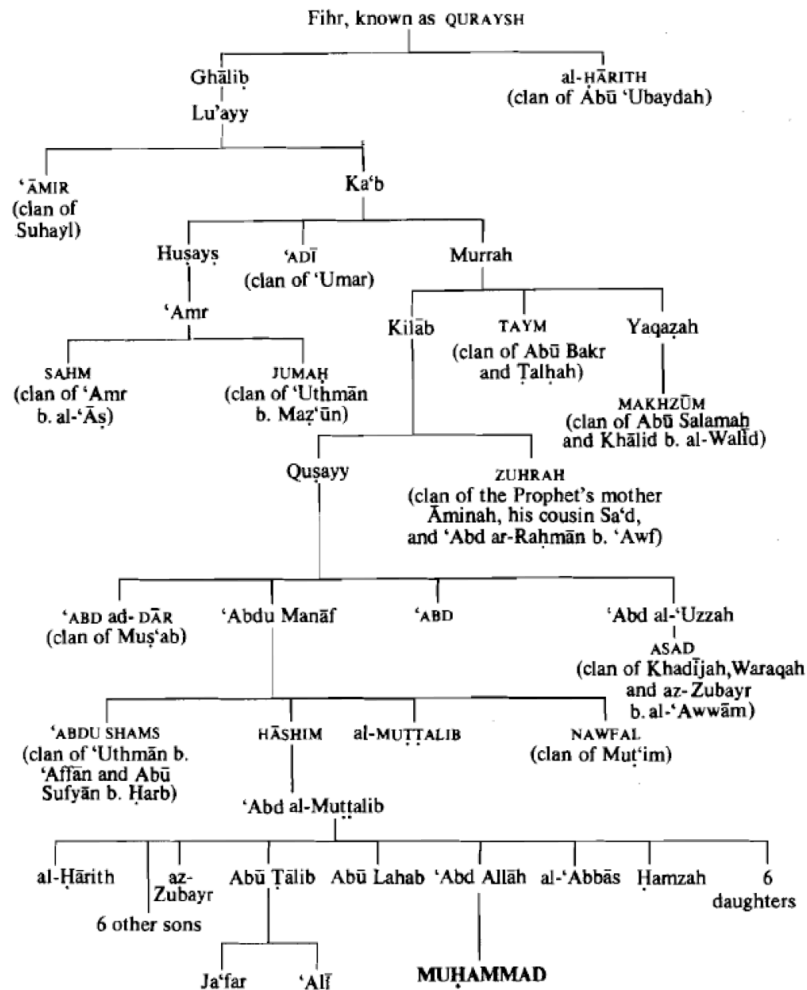 Fihr, known as QURAYSH
Ghālib
al-ḤĀRITH
(clan of Abū ‘Ubaydah)
Lu’ayy
‘ĀMIR
(clan of
Suhayl)
Ka‘b
Ḥuṣayṣ
‘ADĪ
(clan of ‘Umar)
Murrah
‘Amr
Kilāb
TAYM
(clan of Abū Bakr
and Ṭalḥah)
Yaqaẓah
SAHM
(clan of ‘Amr
b. al-‘Āṣ)
JUMAḤ
(clan of ‘Uthmān
b. Maẓ‘ūn)
MAKHZŪM
(clan of Abū Salamah
and Khālid b. al-Walīd)
Quṣayy
ZUHRAH
(clan of the Prophet's mother
Āminah, his cousin Sa‘d,
and ‘Abd ar-Raḥmān b. ‘Awf)
‘ABD ad-DĀR
(clan of Muṣ‘ab)
‘Abdu Manāf
‘ABD
‘Abd al-‘Uzzah
ASAD
(clan of Khadījah, Waraqah
and az-Zubayr
b. al-‘Awwām)
‘ABDU SHAMS
(clan of ‘Uthmān b.
‘Affān and Abū
Sufyān b. Ḥarb)
HĀSHIM
al-MUṬṬALIB
NAWFAL
(clan of Muṭ‘im)
‘Abd al-Muṭṭalib
al-Ḥārith
6 other sons
az-
Zubayr
Abū Ṭālib
Abū Lahab
‘Abd Allāh
al-‘Abbās
Ḥamzah
6
daughters
Ja‘far
‘Alī
MUḤAMMAD